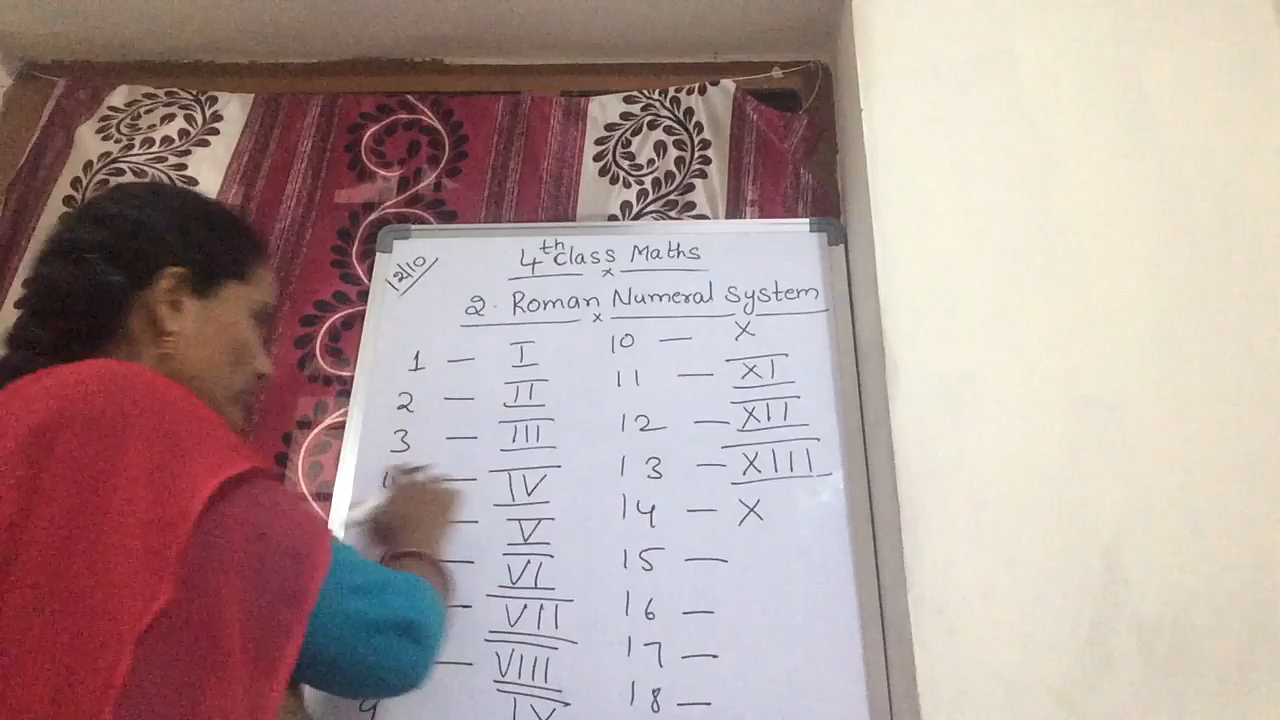 12/10
4th Class Maths
2. Roman Numeral System
1 — I
2 — II
3 — III
— IV
— V
— VI
— VII
— VIII
9
10 — X
11 — XI
12 — XII
13 — XIII
14 — X
15 —
16 —
17 —
18 —